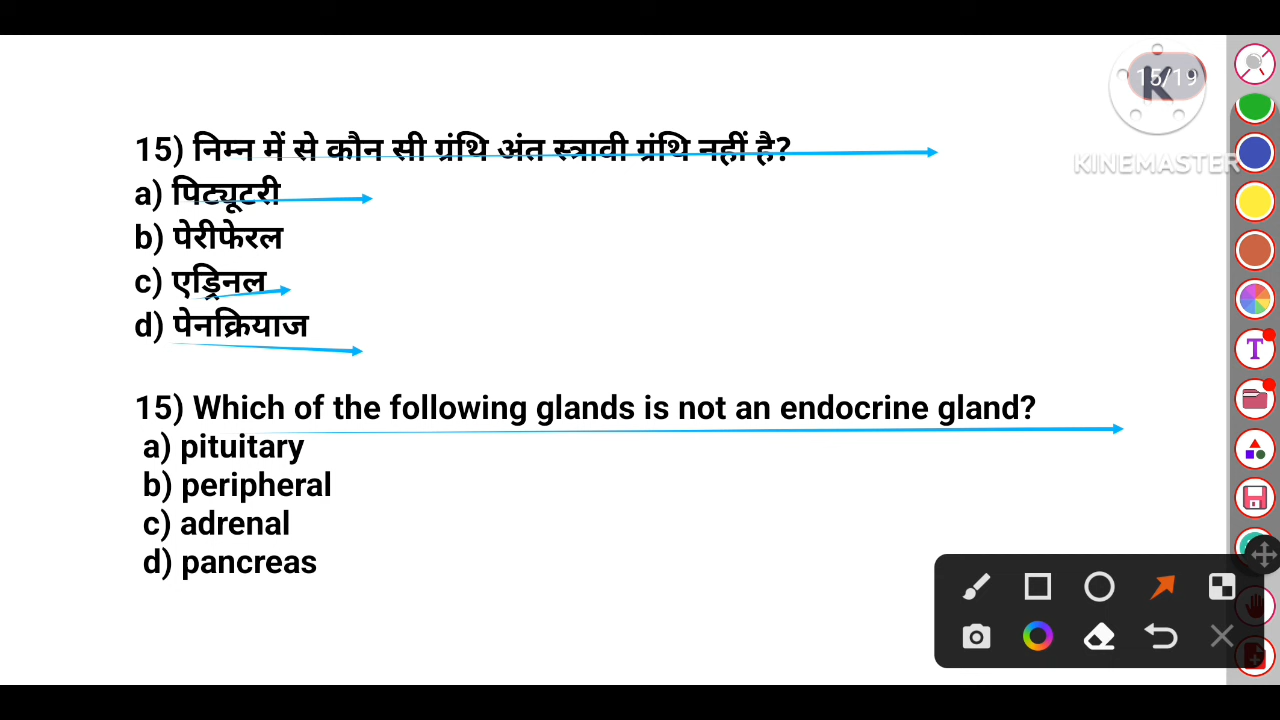 15/19
K
KINEMASTER
15) निम्न में से कौन सी ग्रंथि अंत स्त्रावी ग्रंथि नहीं है?
a) पिट्यूटरी
b) पेरीफेरल
c) एड्रिनल
d) पेनक्रियाज
15) Which of the following glands is not an endocrine gland?
a) pituitary
b) peripheral
c) adrenal
d) pancreas
T